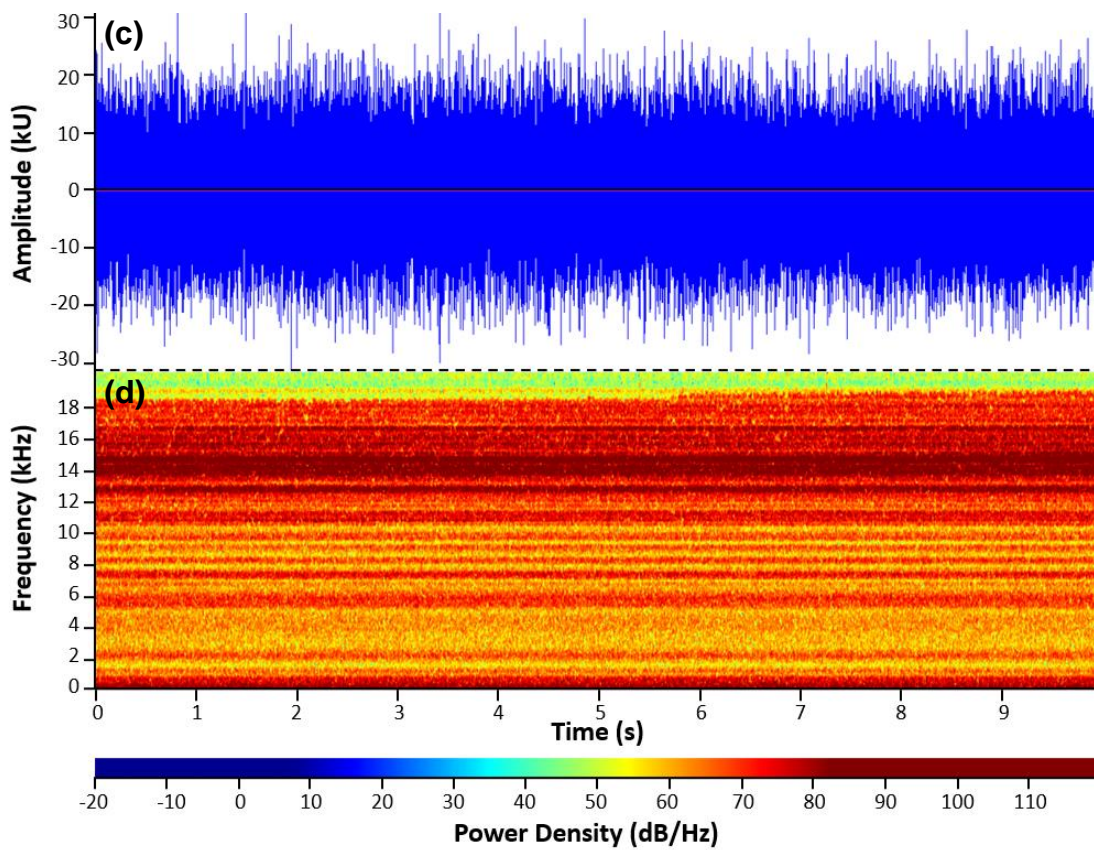 (c)
30
20
10
0
-10
-20
-30
Amplitude (kU)
(d)
18
16
14
12
10
8
6
4
2
0
Frequency (kHz)
0 1 2 3 4 5 6 7 8 9
Time (s)
-20 -10 0 10 20 30 40 50 60 70 80 90 100 110
Power Density (dB/Hz)